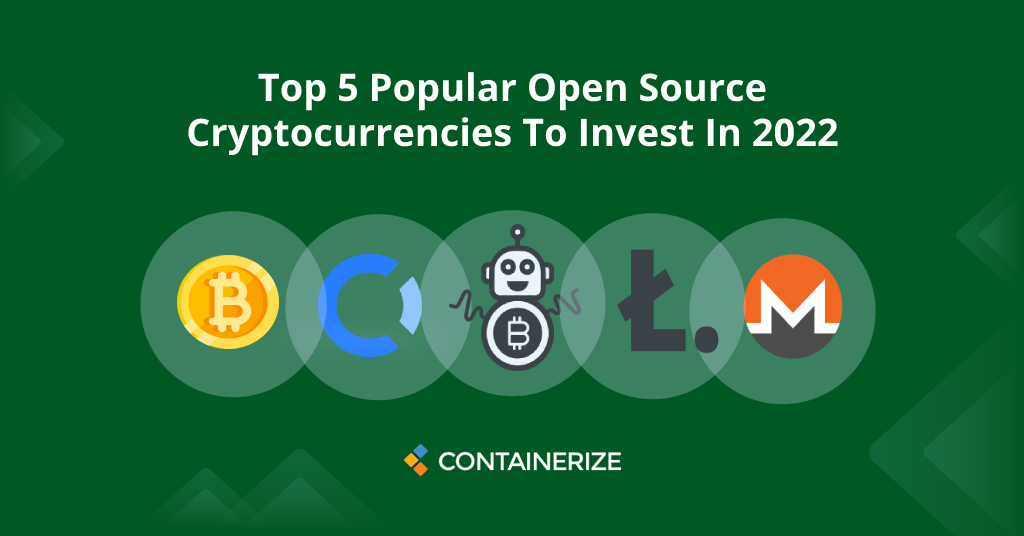 Top 5 Popular Open Source
Cryptocurrencies To Invest In 2022
CONTAINERIZE